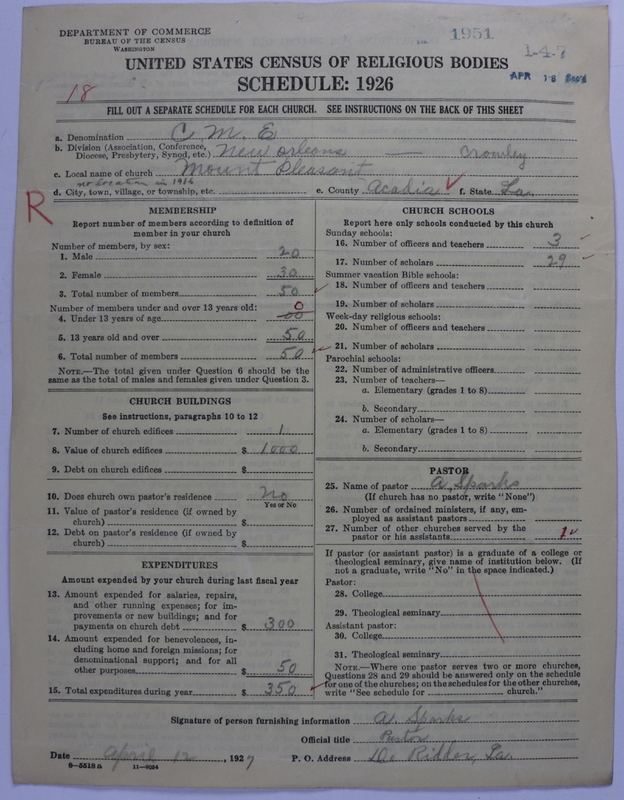 DEPARTMENT OF COMMERCE
BUREAU OF THE CENSUS
WASHINGTON
1951
1-4-7
UNITED STATES CENSUS OF RELIGIOUS BODIES
SCHEDULE: 1926
APR 18
18
FILL OUT A SEPARATE SCHEDULE FOR EACH CHURCH. SEE INSTRUCTIONS ON THE BACK OF THIS SHEET
a. Denomination C M E
b. Division (Association, Conference, Diocese, Presbytery, Synod, etc.) New Orleans — Crowley
c. Local name of church Mount Pleasant
no location in 1916
d. City, town, village, or township, etc. e. County Acadia f. State La.
R
MEMBERSHIP
Report number of members according to definition of
member in your church
Number of members, by sex:
1. Male 20
2. Female 30
3. Total number of members 50
Number of members under and over 13 years old: 0
4. Under 13 years of age 00
5. 13 years old and over 50
6. Total number of members 50
NOTE.—The total given under Question 6 should be the
same as the total of males and females given under Question 3.
CHURCH BUILDINGS
See instructions, paragraphs 10 to 12
7. Number of church edifices 1
8. Value of church edifices $ 1000
9. Debt on church edifices $
10. Does church own pastor's residence No
Yes or No
11. Value of pastor's residence (if owned by
church) $
12. Debt on pastor's residence (if owned by
church) $
EXPENDITURES
Amount expended by your church during last fiscal year
13. Amount expended for salaries, repairs,
and other running expenses; for im-
provements or new buildings; and for
payments on church debt $ 300
14. Amount expended for benevolences, in-
cluding home and foreign missions; for
denominational support; and for all
other purposes $ 50
15. Total expenditures during year $ 350
CHURCH SCHOOLS
Report here only schools conducted by this church
Sunday schools:
16. Number of officers and teachers 3
17. Number of scholars 29
Summer vacation Bible schools:
18. Number of officers and teachers
19. Number of scholars
Week-day religious schools:
20. Number of officers and teachers
21. Number of scholars
Parochial schools:
22. Number of administrative officers
23. Number of teachers—
a. Elementary (grades 1 to 8)
b. Secondary
24. Number of scholars—
a. Elementary (grades 1 to 8)
b. Secondary
PASTOR
25. Name of pastor A. Sparks
(If church has no pastor, write "None")
26. Number of ordained ministers, if any, em-
ployed as assistant pastors
27. Number of other churches served by the
pastor or his assistants 1
If pastor (or assistant pastor) is a graduate of a college or
theological seminary, give name of institution below. (If
not a graduate, write "No" in the space indicated.)
Pastor:
28. College
29. Theological seminary
Assistant pastor:
30. College
31. Theological seminary
NOTE.—Where one pastor serves two or more churches,
Questions 28 and 29 should be answered only on the schedule
for one of the churches; on the schedules for the other churches,
write "See schedule for church."
Signature of person furnishing information A. Sparks
Official title Pastor
Date April 12, 1927 P. O. Address De Ridder, La.
8—5518 a 11—9034